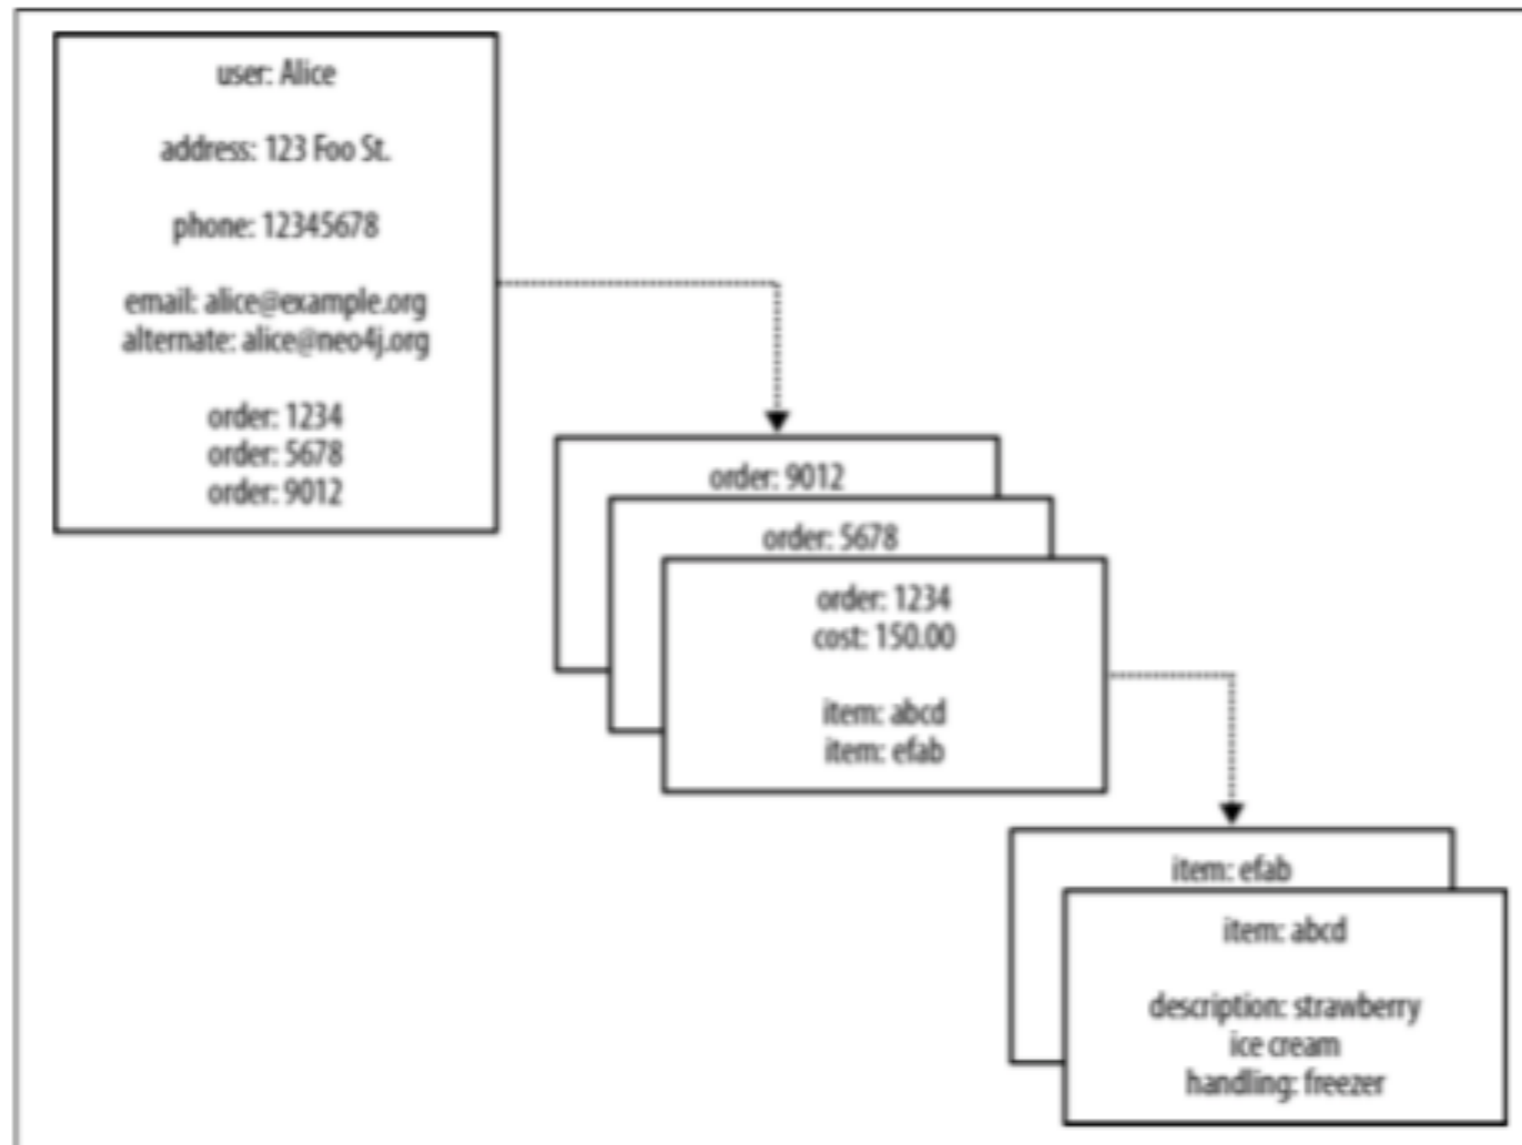 user: Alice
address: 123 Foo St.
phone: 12345678
email: alice@example.org
alternate: alice@neo4j.org
order: 1234
order: 5678
order: 9012
order: 9012
order: 5678
order: 1234
cost: 150.00
item: abcd
item: efab
item: efab
item: abcd
description: strawberry
ice cream
handling: freezer